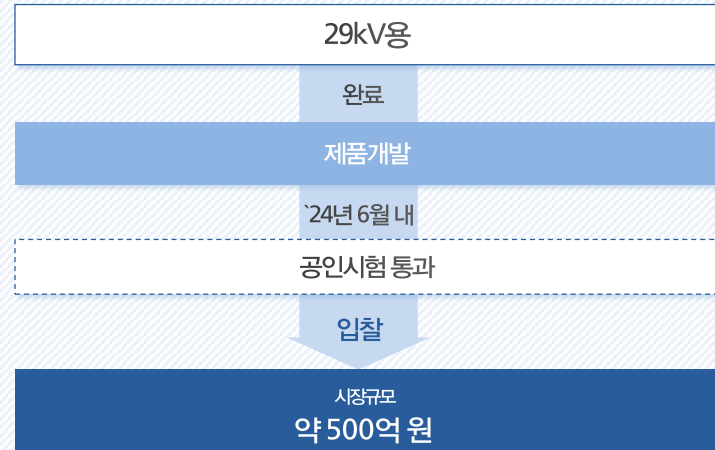 29kV용
완료
제품개발
`24년 6월 내
공인시험 통과
입찰
시장규모
약 500억 원